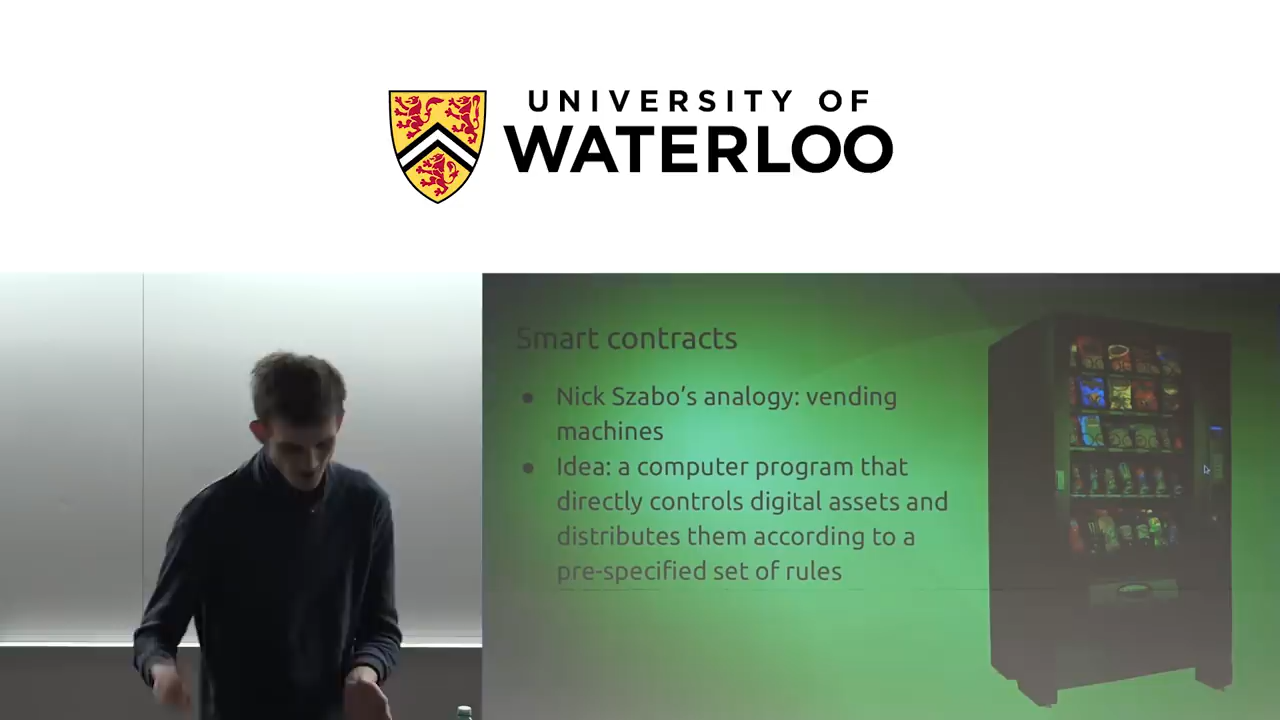 UNIVERSITY OF
WATERLOO
Smart contracts
● Nick Szabo's analogy: vending
machines
● Idea: a computer program that
directly controls digital assets and
distributes them according to a
pre-specified set of rules